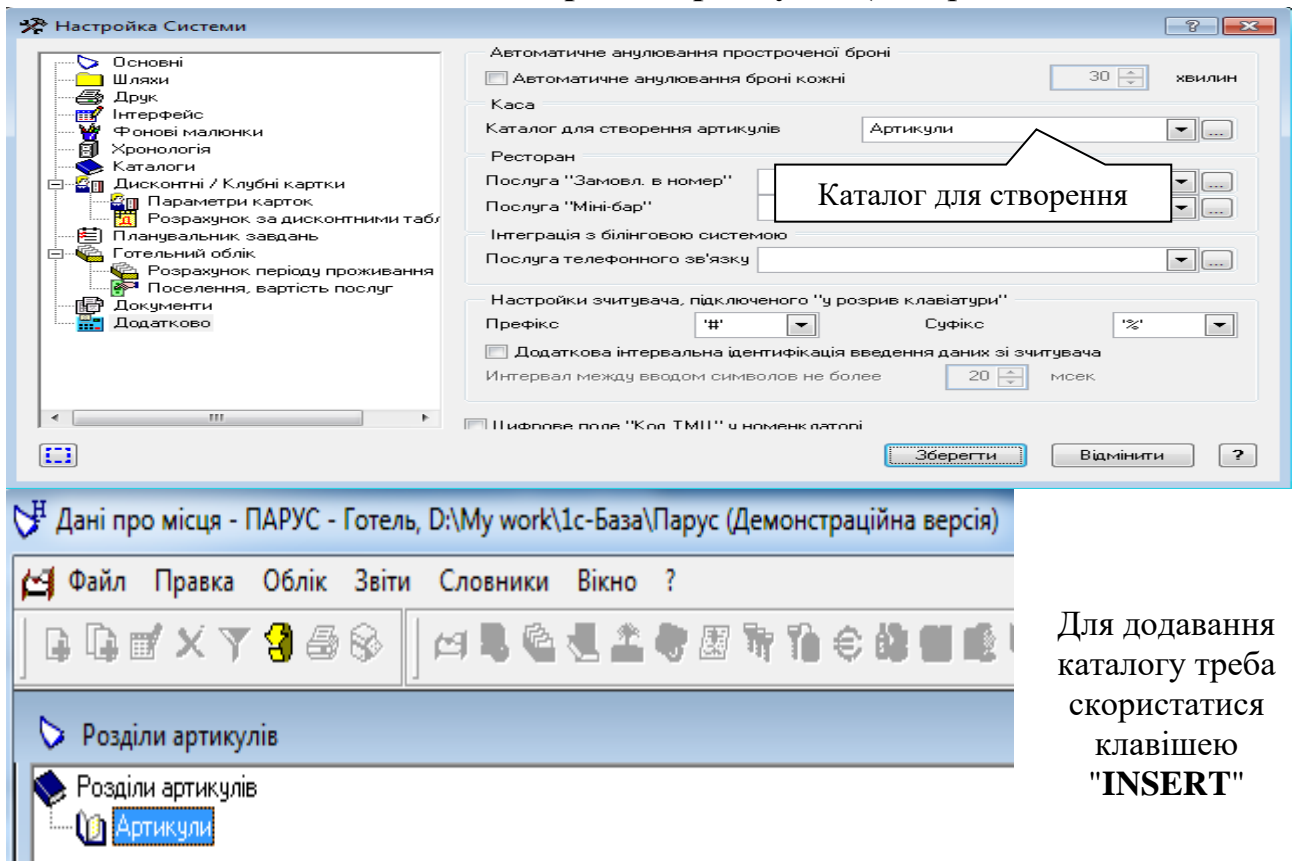 Настройка Системи
Основні
Шляхи
Друк
Інтерфейс
Фонові малюнки
Хронологія
Каталоги
Дисконтні / Клубні картки
Параметри карток
Розрахунок за дисконтними табл
Планувальник завдань
Готельний облік
Розрахунок періоду проживання
Поселення, вартість послуг
Документи
Додатково
Автоматичне анулювання простроченої броні
Автоматичне анулювання броні кожні 30 хвилин
Каса
Каталог для створення артикулів Артикули ...
Каталог для створення
Ресторан
Послуга "Замовл. в номер" ...
Послуга "Міні-бар" ...
Інтеграція з білінговою системою
Послуга телефонного зв'язку ...
Настройки зчитувача, підключеного "у розрив клавіатури"
Префікс '#' Суфікс '%'
Додаткова інтервальна ідентифікація введення даних зі зчитувача
Интервал между вводом символов не более 20 мсек
Цифрове поле "Код ТМЦ" у номенклаторі
Зберегти Відмінити ?
Дані про місця - ПАРУС - Готель, D:\My work\1с-База\Парус (Демонстраційна версія)
Файл Правка Облік Звіти Словники Вікно ?
Розділи артикулів
Розділи артикулів
Артикули
Для додавання
каталогу треба
скористатися
клавішею
"INSERT"